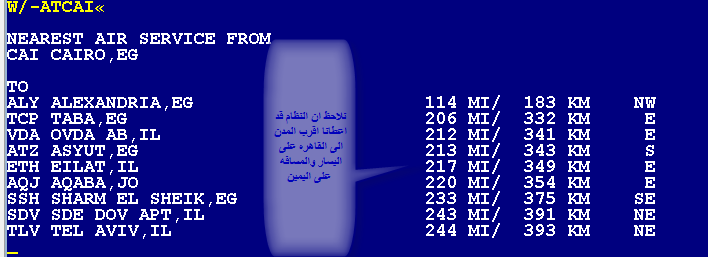 W/-ATCAI«
NEAREST AIR SERVICE FROM
CAI CAIRO,EG
TO
ALY ALEXANDRIA,EG 114 MI/ 183 KM NW
TCP TABA,EG 206 MI/ 332 KM E
VDA OVDA AB,IL 212 MI/ 341 KM E
ATZ ASYUT,EG 213 MI/ 343 KM S
ETH EILAT,IL 217 MI/ 349 KM E
AQJ AQABA,JO 220 MI/ 354 KM E
SSH SHARM EL SHEIK,EG 233 MI/ 375 KM SE
SDV SDE DOV APT,IL 243 MI/ 391 KM NE
TLV TEL AVIV,IL 244 MI/ 393 KM NE
نلاحظ ان النظام قد
اعطانا اقرب المدن
الى القاهره على
اليسار والمسافه
على اليمين